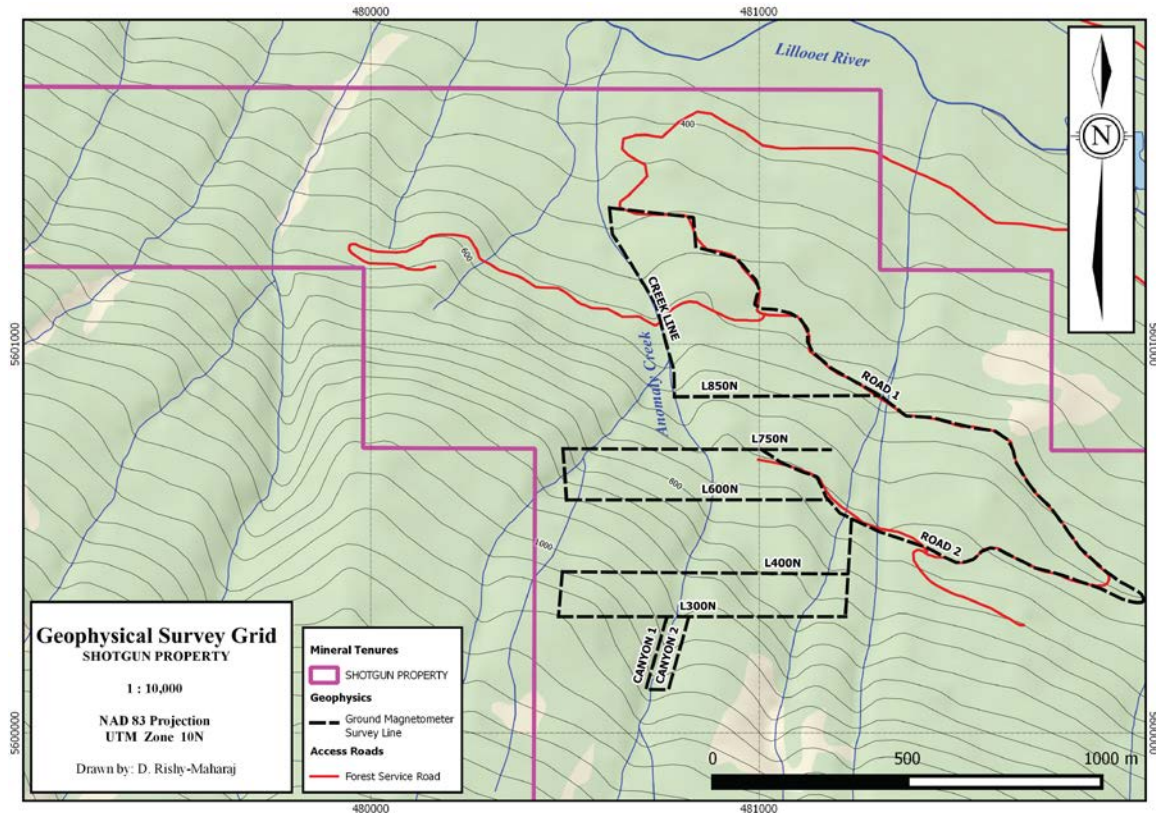 480000
481000
Lillooet River
N
400
600
CREEK LINE
5601000
5601000
Anomaly Creek
L850N
ROAD 1
L750N
800
L600N
1000
ROAD 2
L400N
L300N
CANYON 1
CANYON 2
5600000
5600000
Geophysical Survey Grid
SHOTGUN PROPERTY
1 : 10,000
NAD 83 Projection
UTM Zone 10N
Drawn by: D. Rishy-Maharaj
Mineral Tenures
SHOTGUN PROPERTY
Geophysics
Ground Magnetometer
Survey Line
Access Roads
Forest Service Road
0 500 1000 m
480000
481000